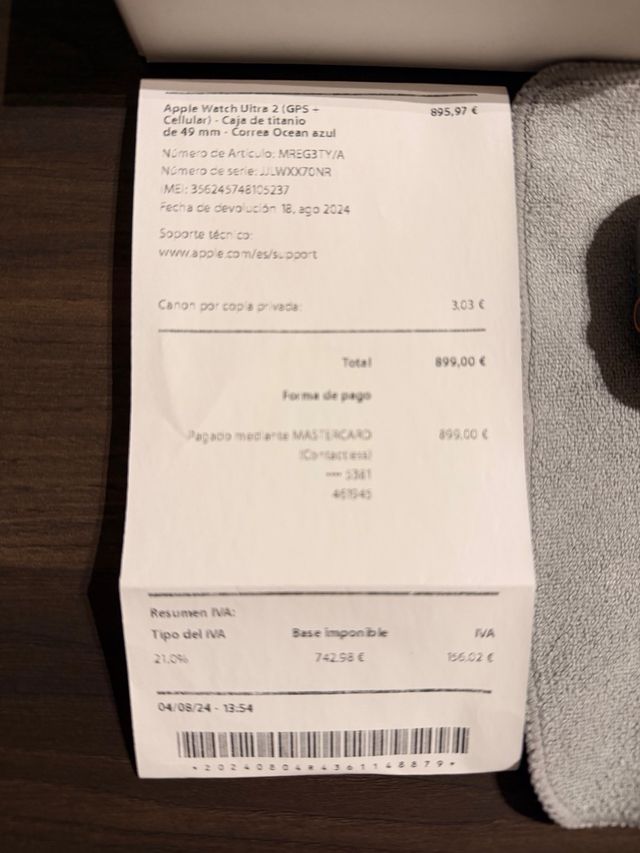 Apple Watch Ultra 2 (GPS + 895,97 €
Cellular) - Caja de titanio
de 49 mm - Correa Ocean azul
Número de Artículo: MREG3TY/A
Número de serie: JJLWXX70NR
IMEI: 356245748105237
Fecha de devolución 18, ago 2024
Soporte técnico:
www.apple.com/es/support
Canon por copia privada: 3,03 €
Total 899,00 €
Forma de pago
Pagado mediante MASTERCARD 899,00 €
(Contactless)
•••• 5361
Resumen IVA:
Tipo del IVA Base imponible IVA
21,0% 742,98 € 156,02 €
04/08/24 - 13:54